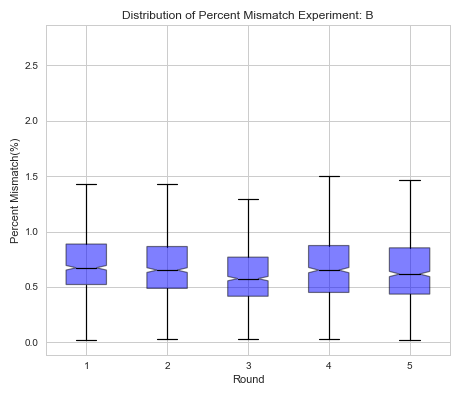 Distribution of Percent Mismatch Experiment: B
Percent Mismatch(%)
2.5
2.0
1.5
1.0
0.5
0.0
1 2 3 4 5
Round